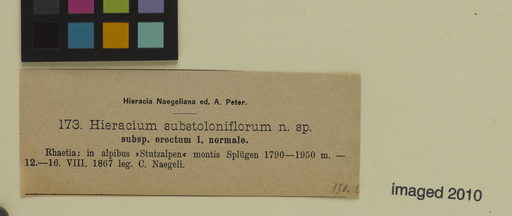 Hieracia Naegeliana ed. A. Peter.
173. Hieracium substoloniflorum n. sp.
subsp. erectum 1. normale.
Rhaetia: in alpibus ›Stutzalpen‹ montis Splügen 1790—1950 m. —
12.—16. VIII. 1867 leg. C. Naegeli.
imaged 2010